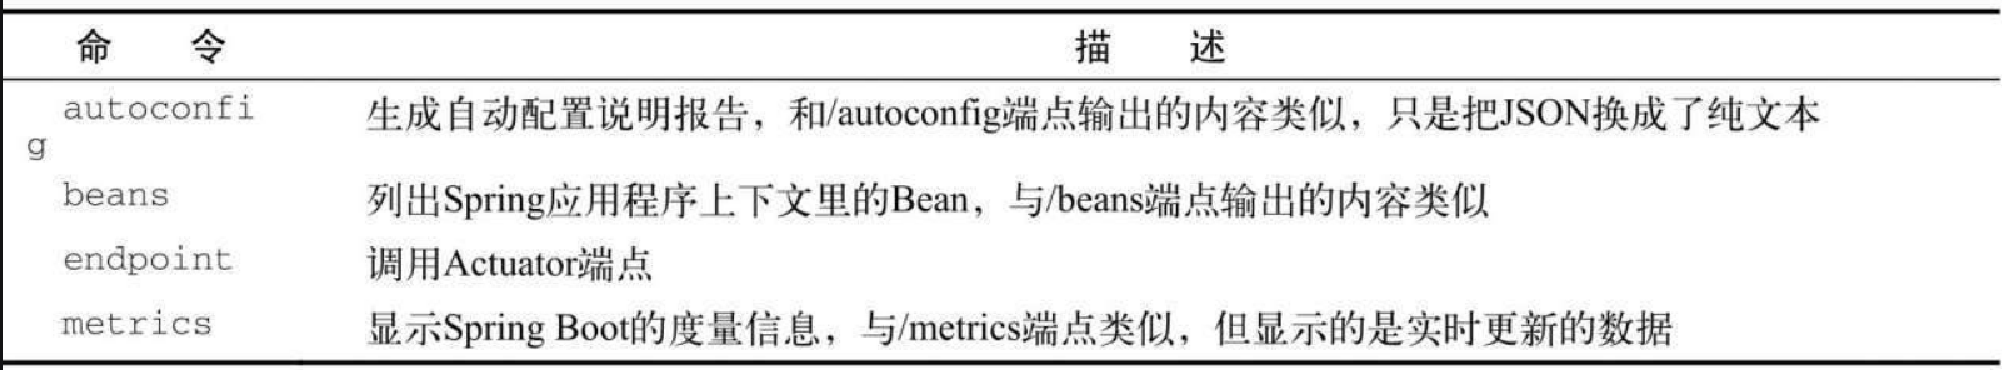 命 令 描 述
autoconfi 生成自动配置说明报告，和/autoconfig端点输出的内容类似，只是把JSON换成了纯文本
g
beans 列出Spring应用程序上下文里的Bean，与/beans端点输出的内容类似
endpoint 调用Actuator端点
metrics 显示Spring Boot的度量信息，与/metrics端点类似，但显示的是实时更新的数据